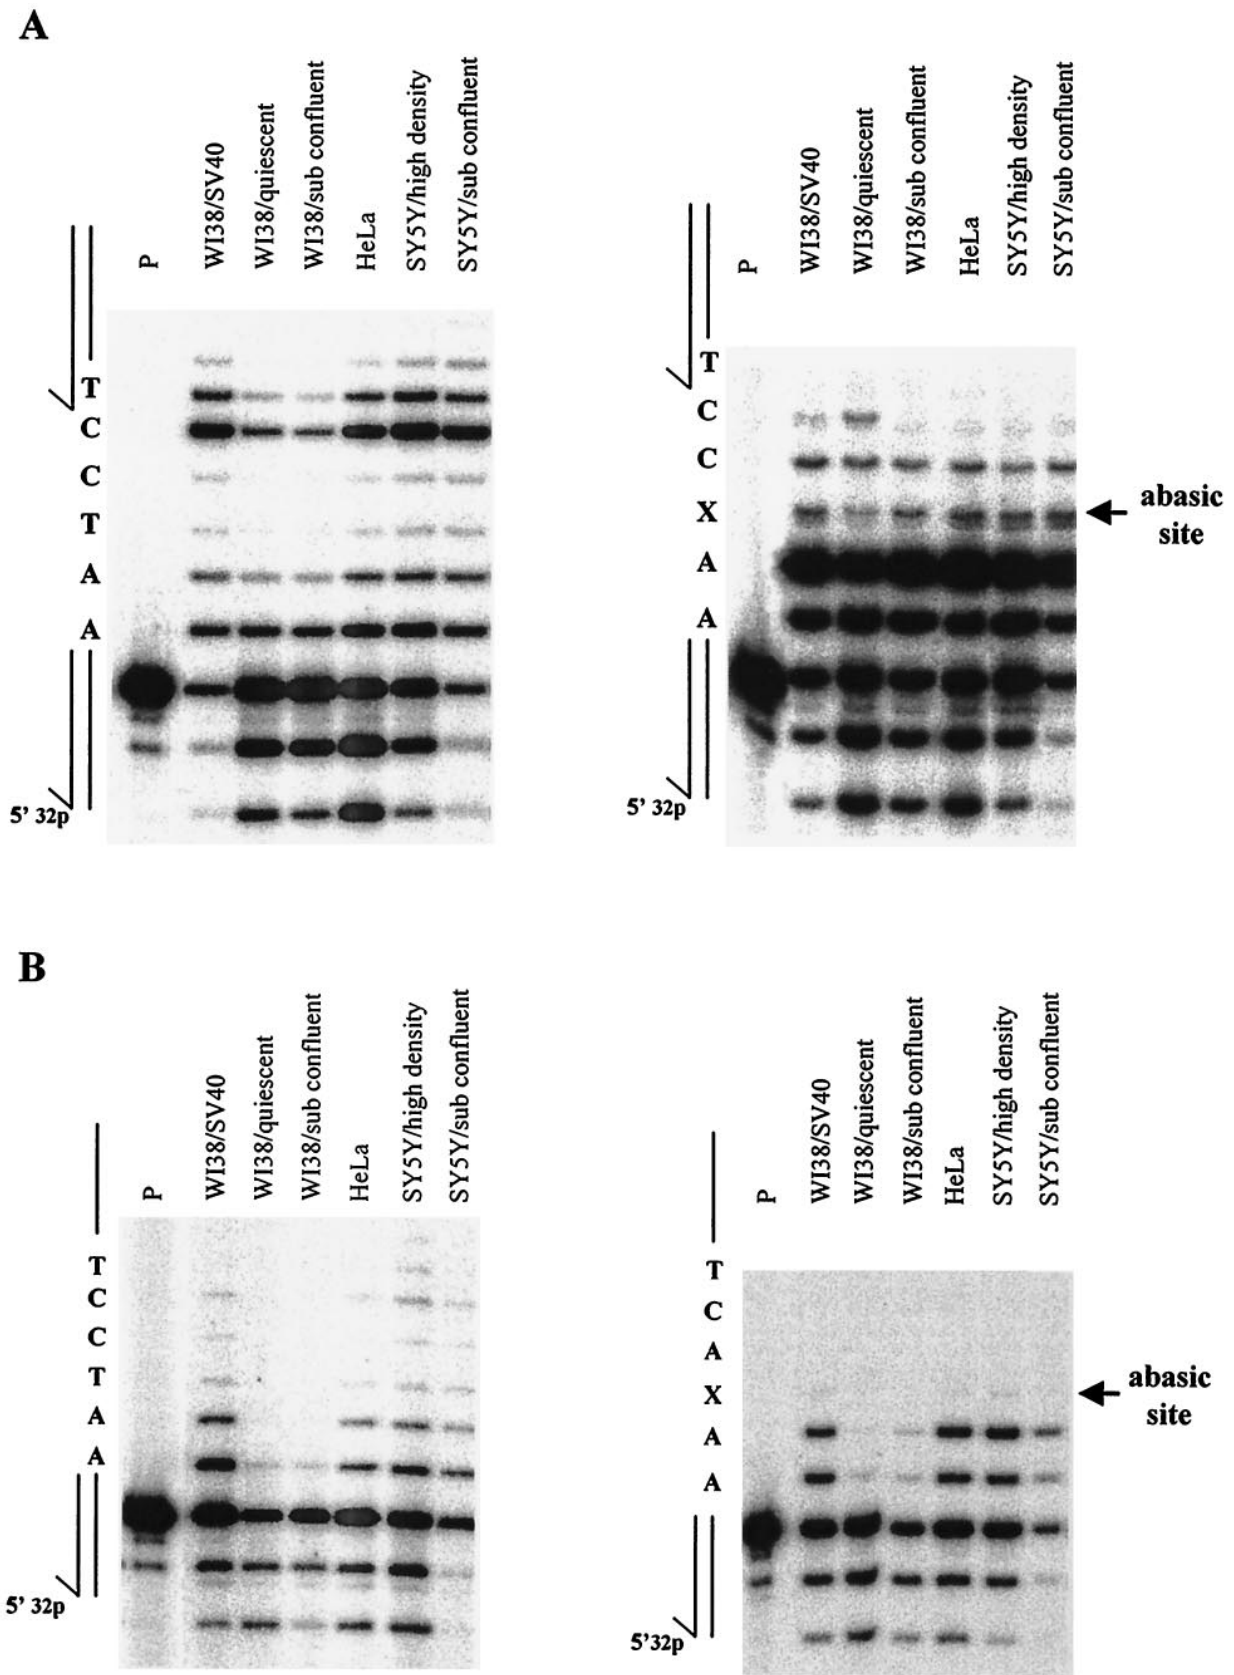 A
P
WI38/SV40
WI38/quiescent
WI38/sub confluent
HeLa
SY5Y/high density
SY5Y/sub confluent
T
C
C
T
A
A
5' 32p
P
WI38/SV40
WI38/quiescent
WI38/sub confluent
HeLa
SY5Y/high density
SY5Y/sub confluent
T
C
C
X
A
A
abasic
site
5' 32p
B
P
WI38/SV40
WI38/quiescent
WI38/sub confluent
HeLa
SY5Y/high density
SY5Y/sub confluent
T
C
C
T
A
A
5' 32p
P
WI38/SV40
WI38/quiescent
WI38/sub confluent
HeLa
SY5Y/high density
SY5Y/sub confluent
T
C
A
X
A
A
abasic
site
5'32p